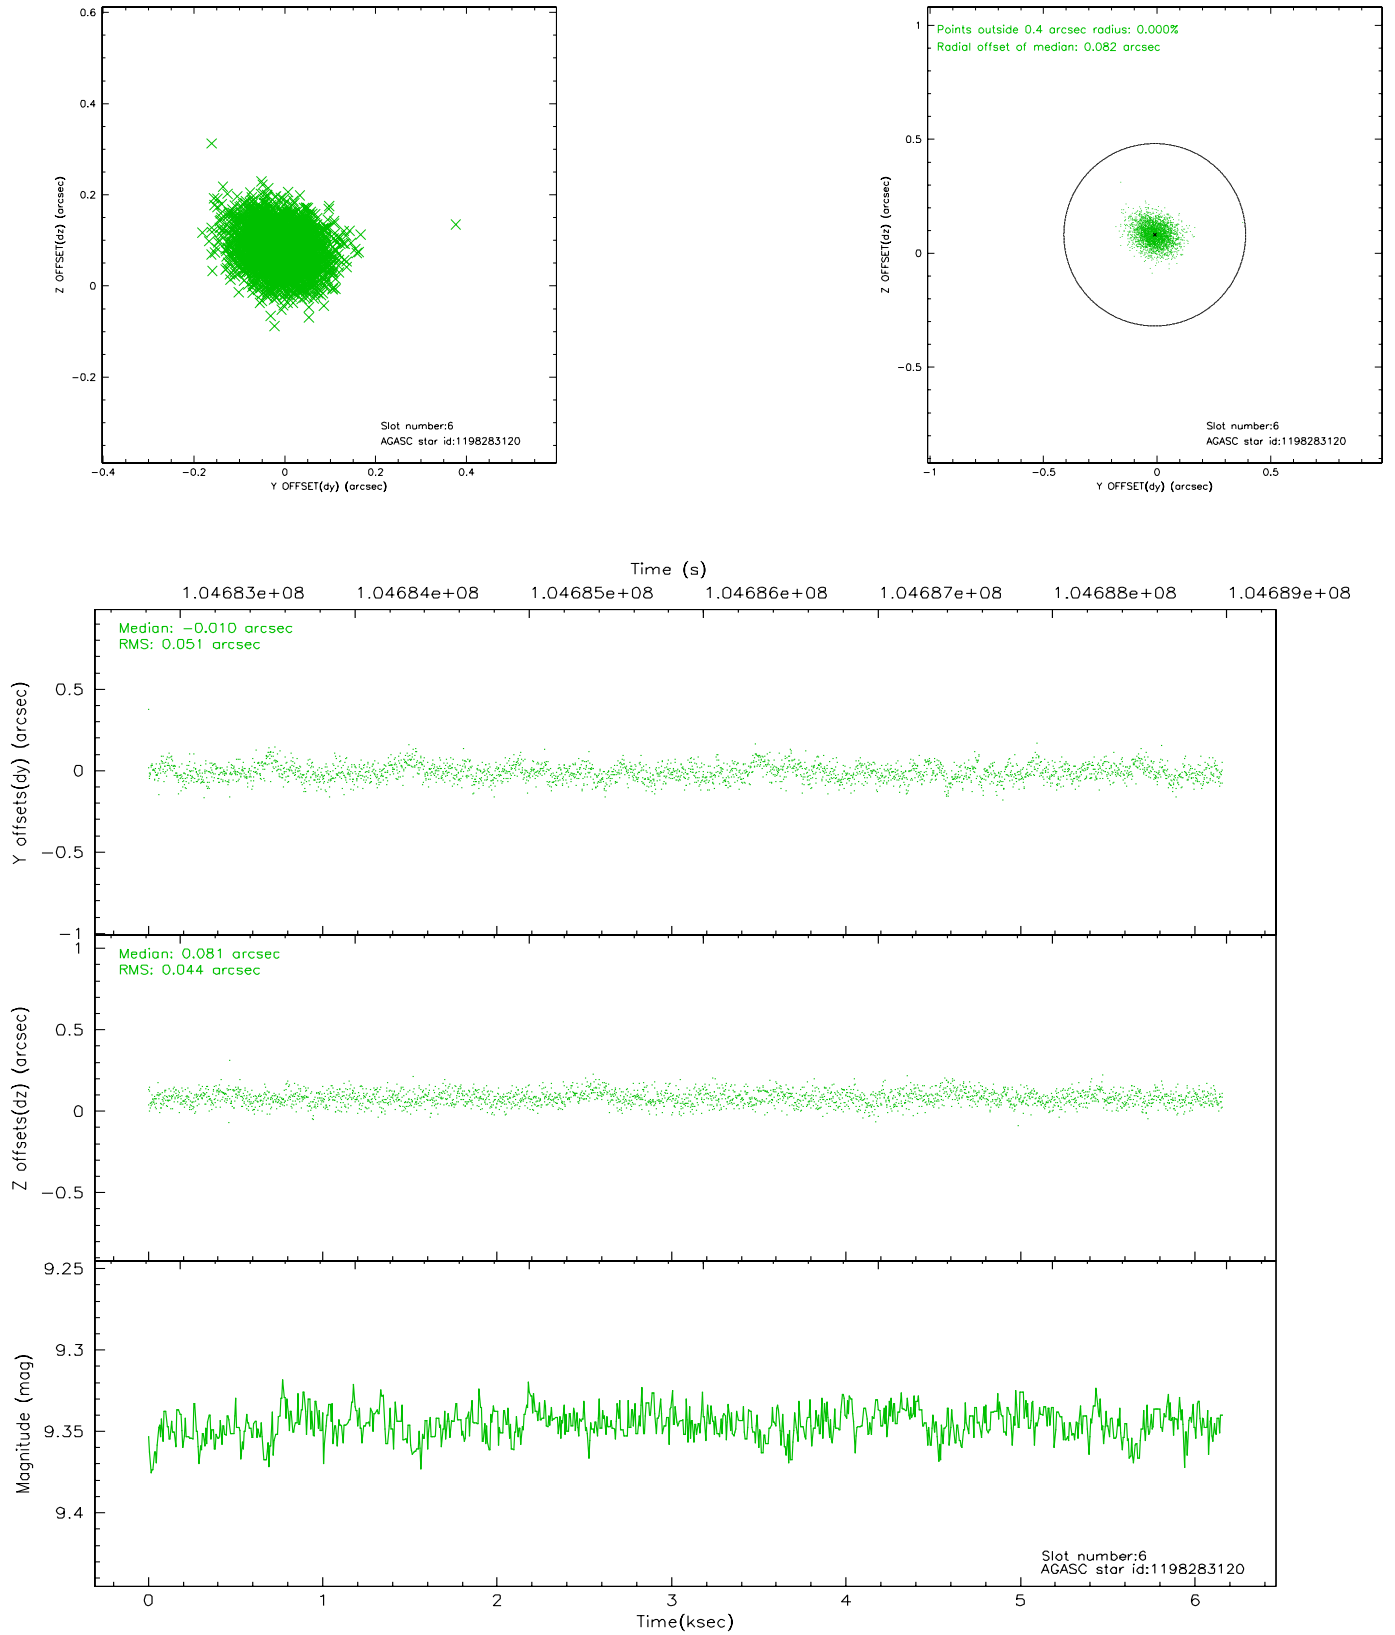 0.6
0.4
0.2
0
−0.2
−0.4
−0.2
0
0.2
0.4
Z OFFSET(dz) (arcsec)
Y OFFSET(dy) (arcsec)
Slot number:6
AGASC star id:1198283120
Points outside 0.4 arcsec radius: 0.000%
Radial offset of median: 0.082 arcsec
1
0.5
0
−0.5
−1
−0.5
0
0.5
Z OFFSET(dz) (arcsec)
Y OFFSET(dy) (arcsec)
Slot number:6
AGASC star id:1198283120
Time (s)
1.04683e+08 1.04684e+08 1.04685e+08 1.04686e+08 1.04687e+08 1.04688e+08 1.04689e+08
Median: −0.010 arcsec
RMS: 0.051 arcsec
0.5
0
−0.5
−1
Y offsets(dy) (arcsec)
Median: 0.081 arcsec
RMS: 0.044 arcsec
1
0.5
0
−0.5
Z offsets(dz) (arcsec)
9.25
9.3
9.35
9.4
Magnitude (mag)
Slot number:6
AGASC star id:1198283120
0 1 2 3 4 5 6
Time(ksec)